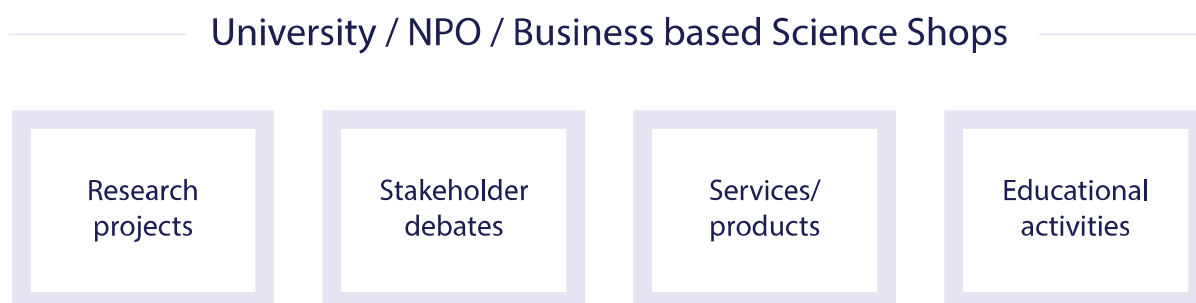 University / NPO / Business based Science Shops
Research
projects
Stakeholder
debates
Services/
products
Educational
activities